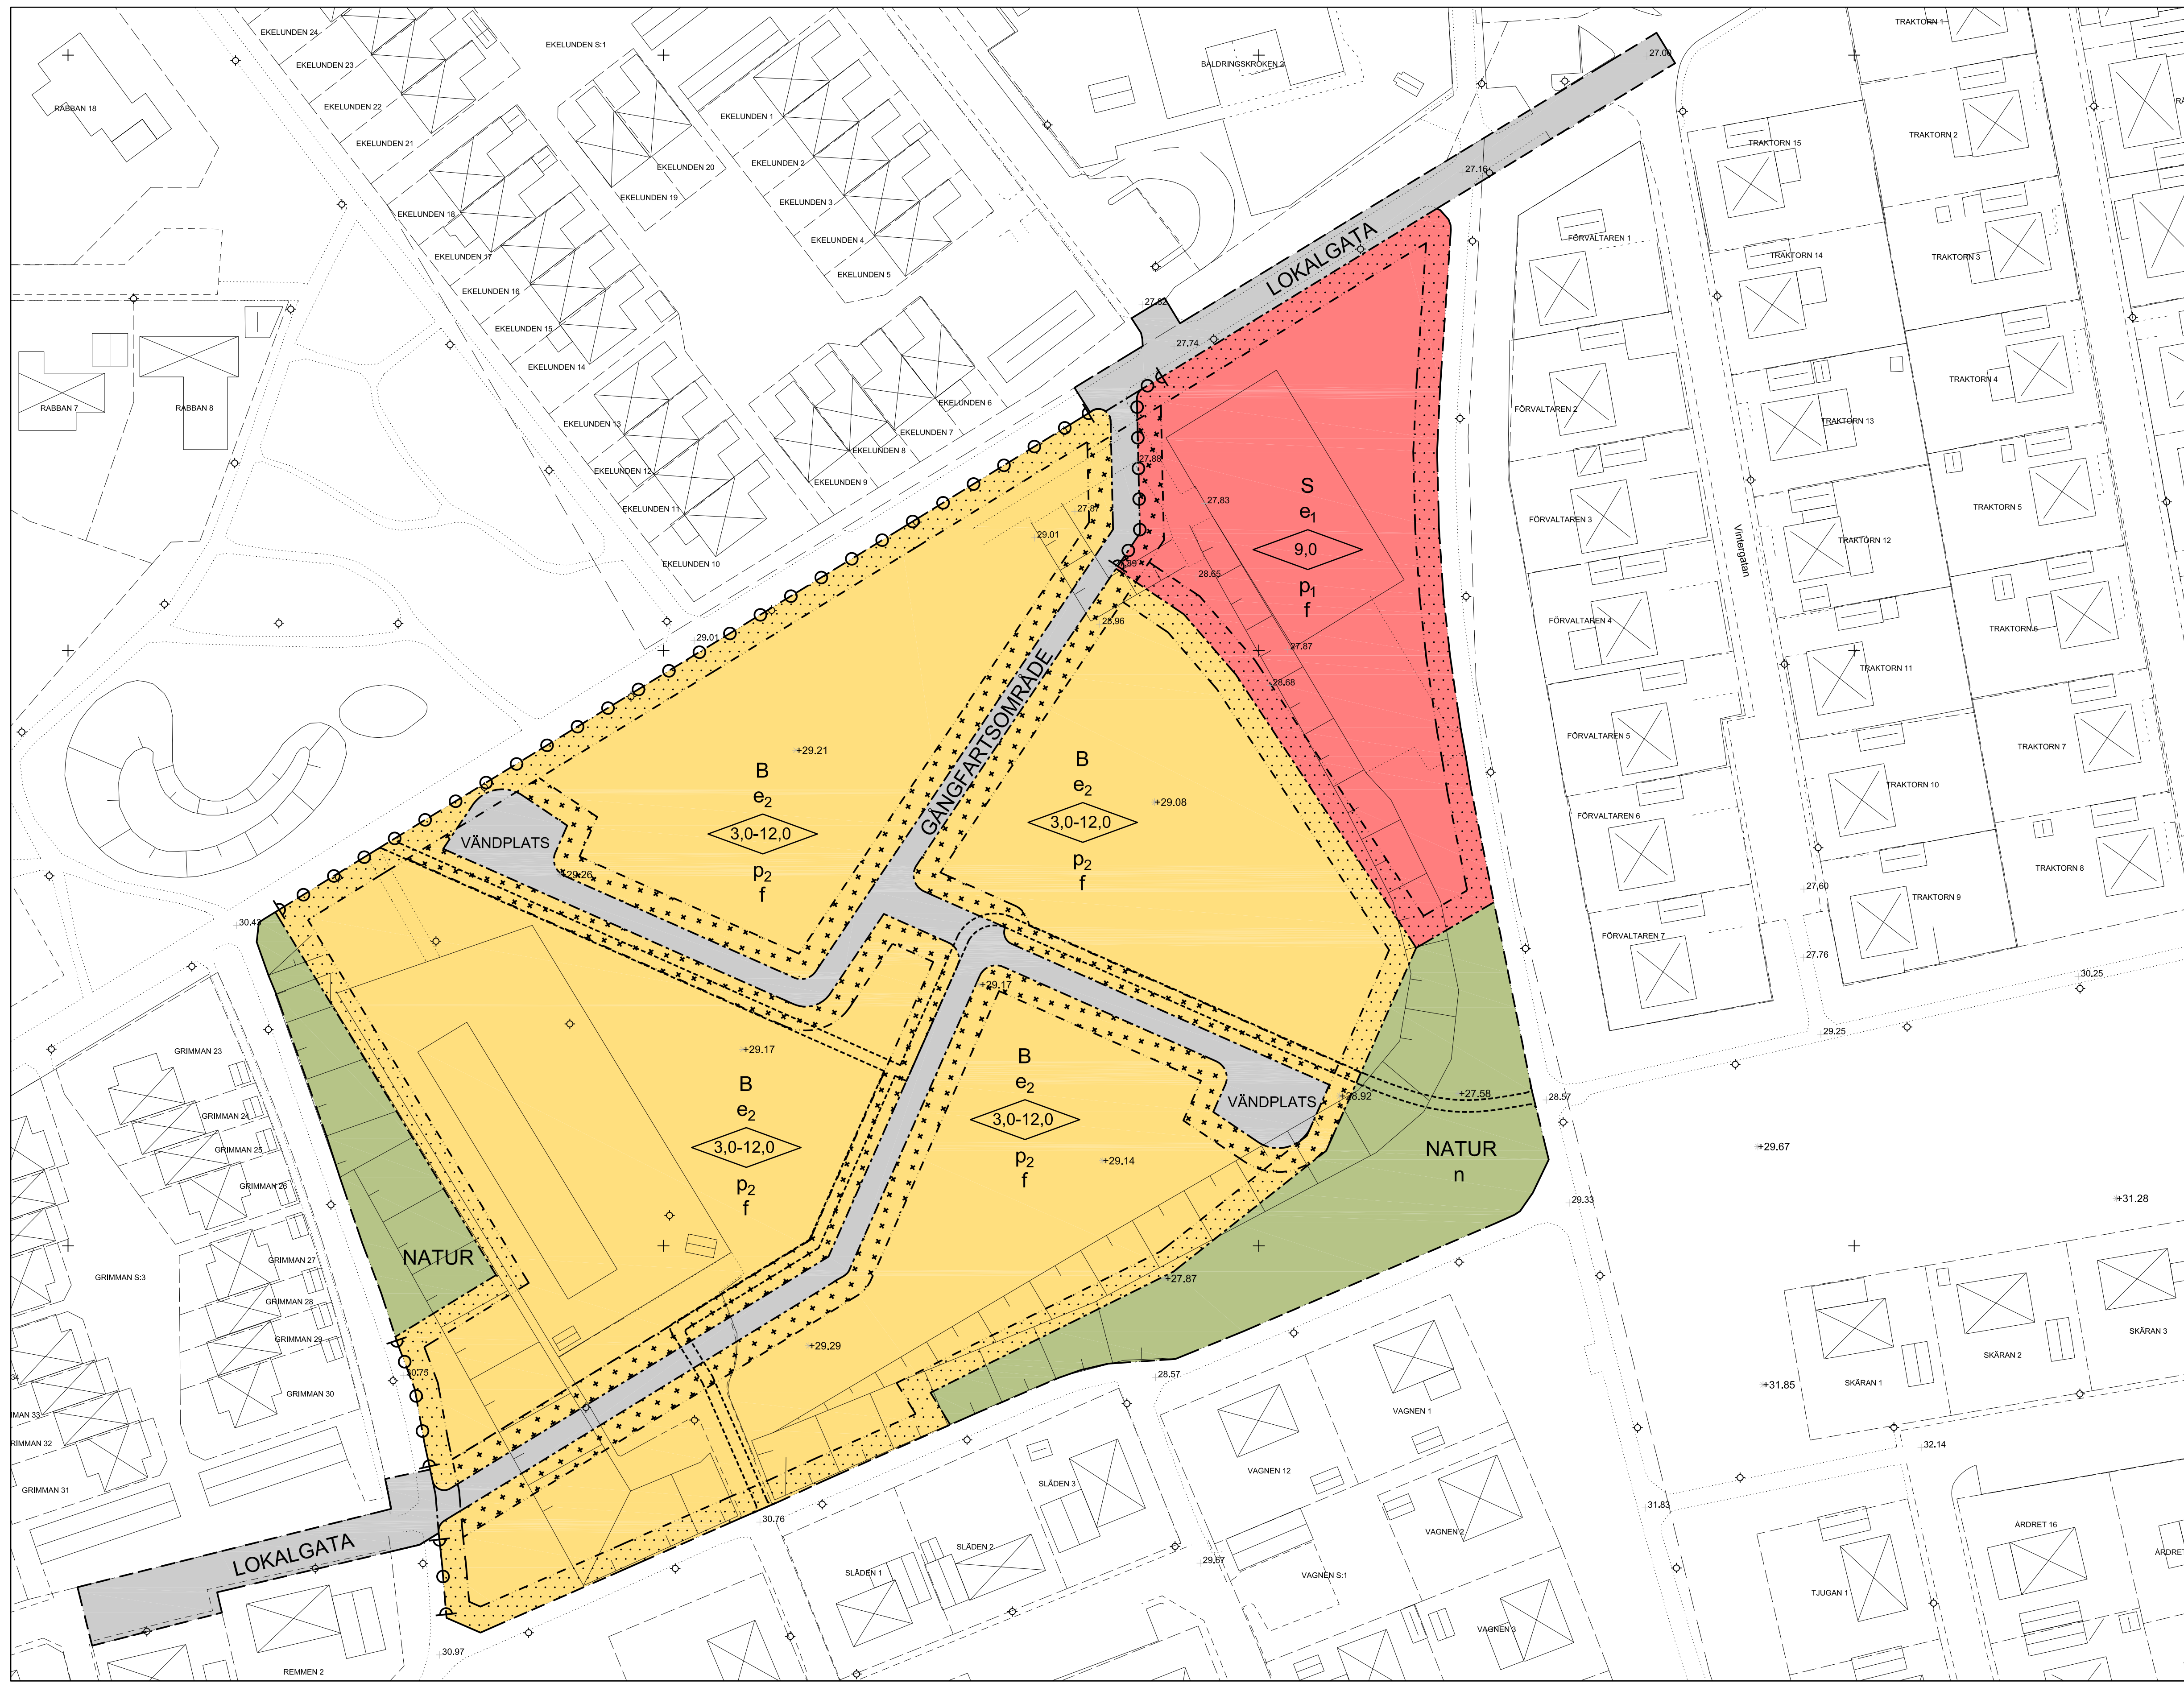 EKELUNDEN 24
EKELUNDEN S:1
TRAKTORN 1
EKELUNDEN 23
BALDRINGSKROKEN 2
27.00
RABBAN 18
EKELUNDEN 22
EKELUNDEN 1
TRAKTORN 2
EKELUNDEN 21
TRAKTORN 15
EKELUNDEN 2
EKELUNDEN 20
27.16
EKELUNDEN 19
EKELUNDEN 3
EKELUNDEN 18
FÖRVALTAREN 1
EKELUNDEN 4
LOKALGATA
EKELUNDEN 17
TRAKTORN 14
TRAKTORN 3
EKELUNDEN 5
EKELUNDEN 16
27.82
EKELUNDEN 15
27.74
EKELUNDEN 14
TRAKTORN 4
RABBAN 7
RABBAN 8
EKELUNDEN 6
FÖRVALTAREN 2
EKELUNDEN 13
TRAKTORN 13
EKELUNDEN 7
EKELUNDEN 8
27.88
EKELUNDEN 12
EKELUNDEN 9
S
27.83
TRAKTORN 5
EKELUNDEN 11
27.87
e1
FÖRVALTAREN 3
29.01
9,0
Vintergatan
TRAKTORN 12
EKELUNDEN 10
28.65
p1
f
28.96
FÖRVALTAREN 4
TRAKTORN 6
29.01
27.87
TRAKTORN 11
28.68
GÅNGFARTSOMRÅDE
FÖRVALTAREN 5
TRAKTORN 7
+29.21
B
e2
3,0-12,0
p2
f
B
e2
3,0-12,0
p2
f
+29.08
TRAKTORN 10
FÖRVALTAREN 6
VÄNDPLATS
+29.26
TRAKTORN 8
27.60
TRAKTORN 9
30.43
FÖRVALTAREN 7
27.76
30.25
+29.17
29.25
GRIMMAN 23
+29.17
B
e2
3,0-12,0
p2
f
B
e2
3,0-12,0
p2
f
VÄNDPLATS
+28.92
+27.58
28.57
GRIMMAN 24
NATUR
n
+29.67
GRIMMAN 25
+29.14
GRIMMAN 26
29.33
+31.28
NATUR
GRIMMAN 27
GRIMMAN S:3
+27.87
GRIMMAN 28
GRIMMAN 29
SKÄRAN 3
+29.29
SKÄRAN 2
30.75
28.57
SKÄRAN 1
+31.85
GRIMMAN 30
34
VAGNEN 1
MAN 33
RIMMAN 32
32.14
VAGNEN 12
SLÄDEN 3
GRIMMAN 31
31.83
30.76
ÅRDRET 16
VAGNEN 2
LOKALGATA
SLÄDEN 2
29.67
ÅRDRET
SLÄDEN 1
VAGNEN S:1
TJUGAN 1
VAGNEN 3
30.97
REMMEN 2